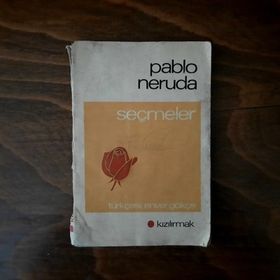 pablo
neruda
seçmeler
türkçesi: enver gökçe
kızılırmak